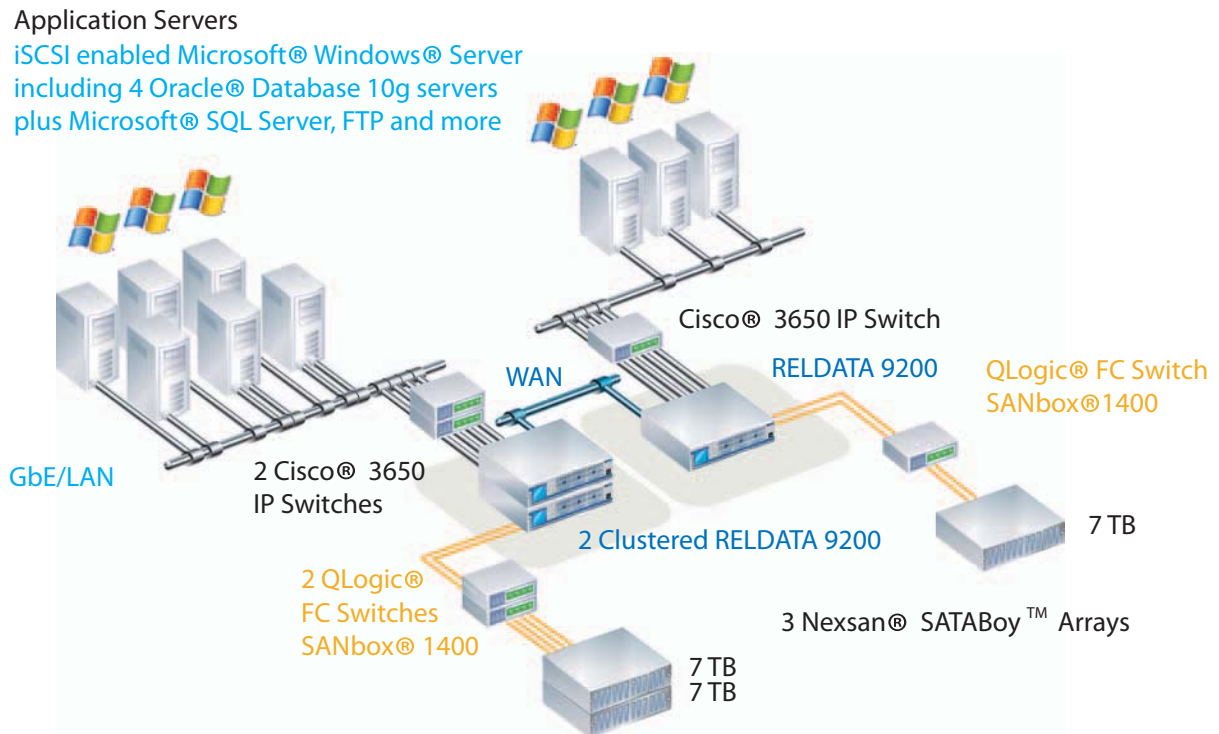 Application Servers
iSCSI enabled Microsoft® Windows® Server
including 4 Oracle® Database 10g servers
plus Microsoft® SQL Server, FTP and more
Cisco® 3650 IP Switch
RELDATA 9200
QLogic® FC Switch
SANbox®1400
WAN
GbE/LAN
2 Cisco® 3650
IP Switches
2 Clustered RELDATA 9200
7 TB
2 QLogic®
FC Switches
SANbox® 1400
3 Nexsan® SATABoy™ Arrays
7 TB
7 TB